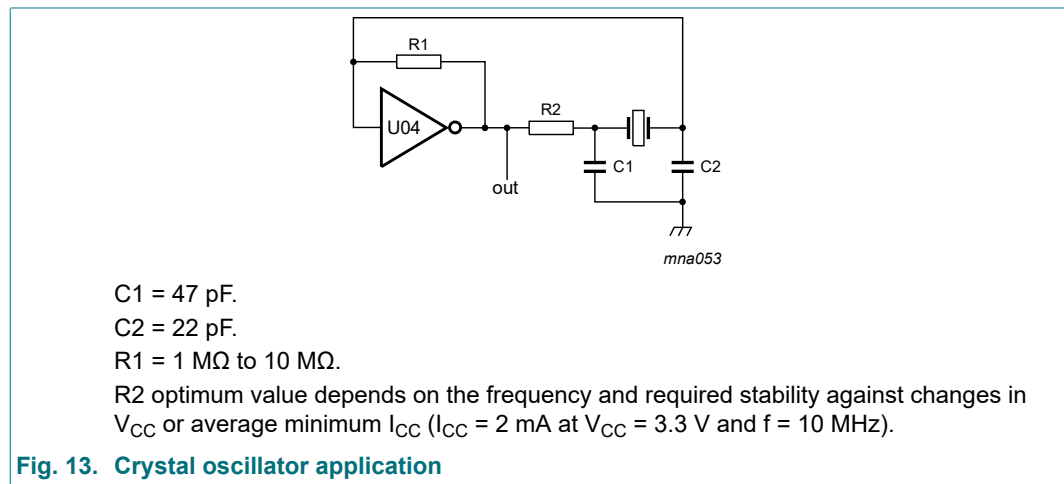 R1
R2
U04
C1
C2
out
mna053
C1 = 47 pF.
C2 = 22 pF.
R1 = 1 MΩ to 10 MΩ.
R2 optimum value depends on the frequency and required stability against changes in
VCC or average minimum ICC (ICC = 2 mA at VCC = 3.3 V and f = 10 MHz).
Fig. 13. Crystal oscillator application